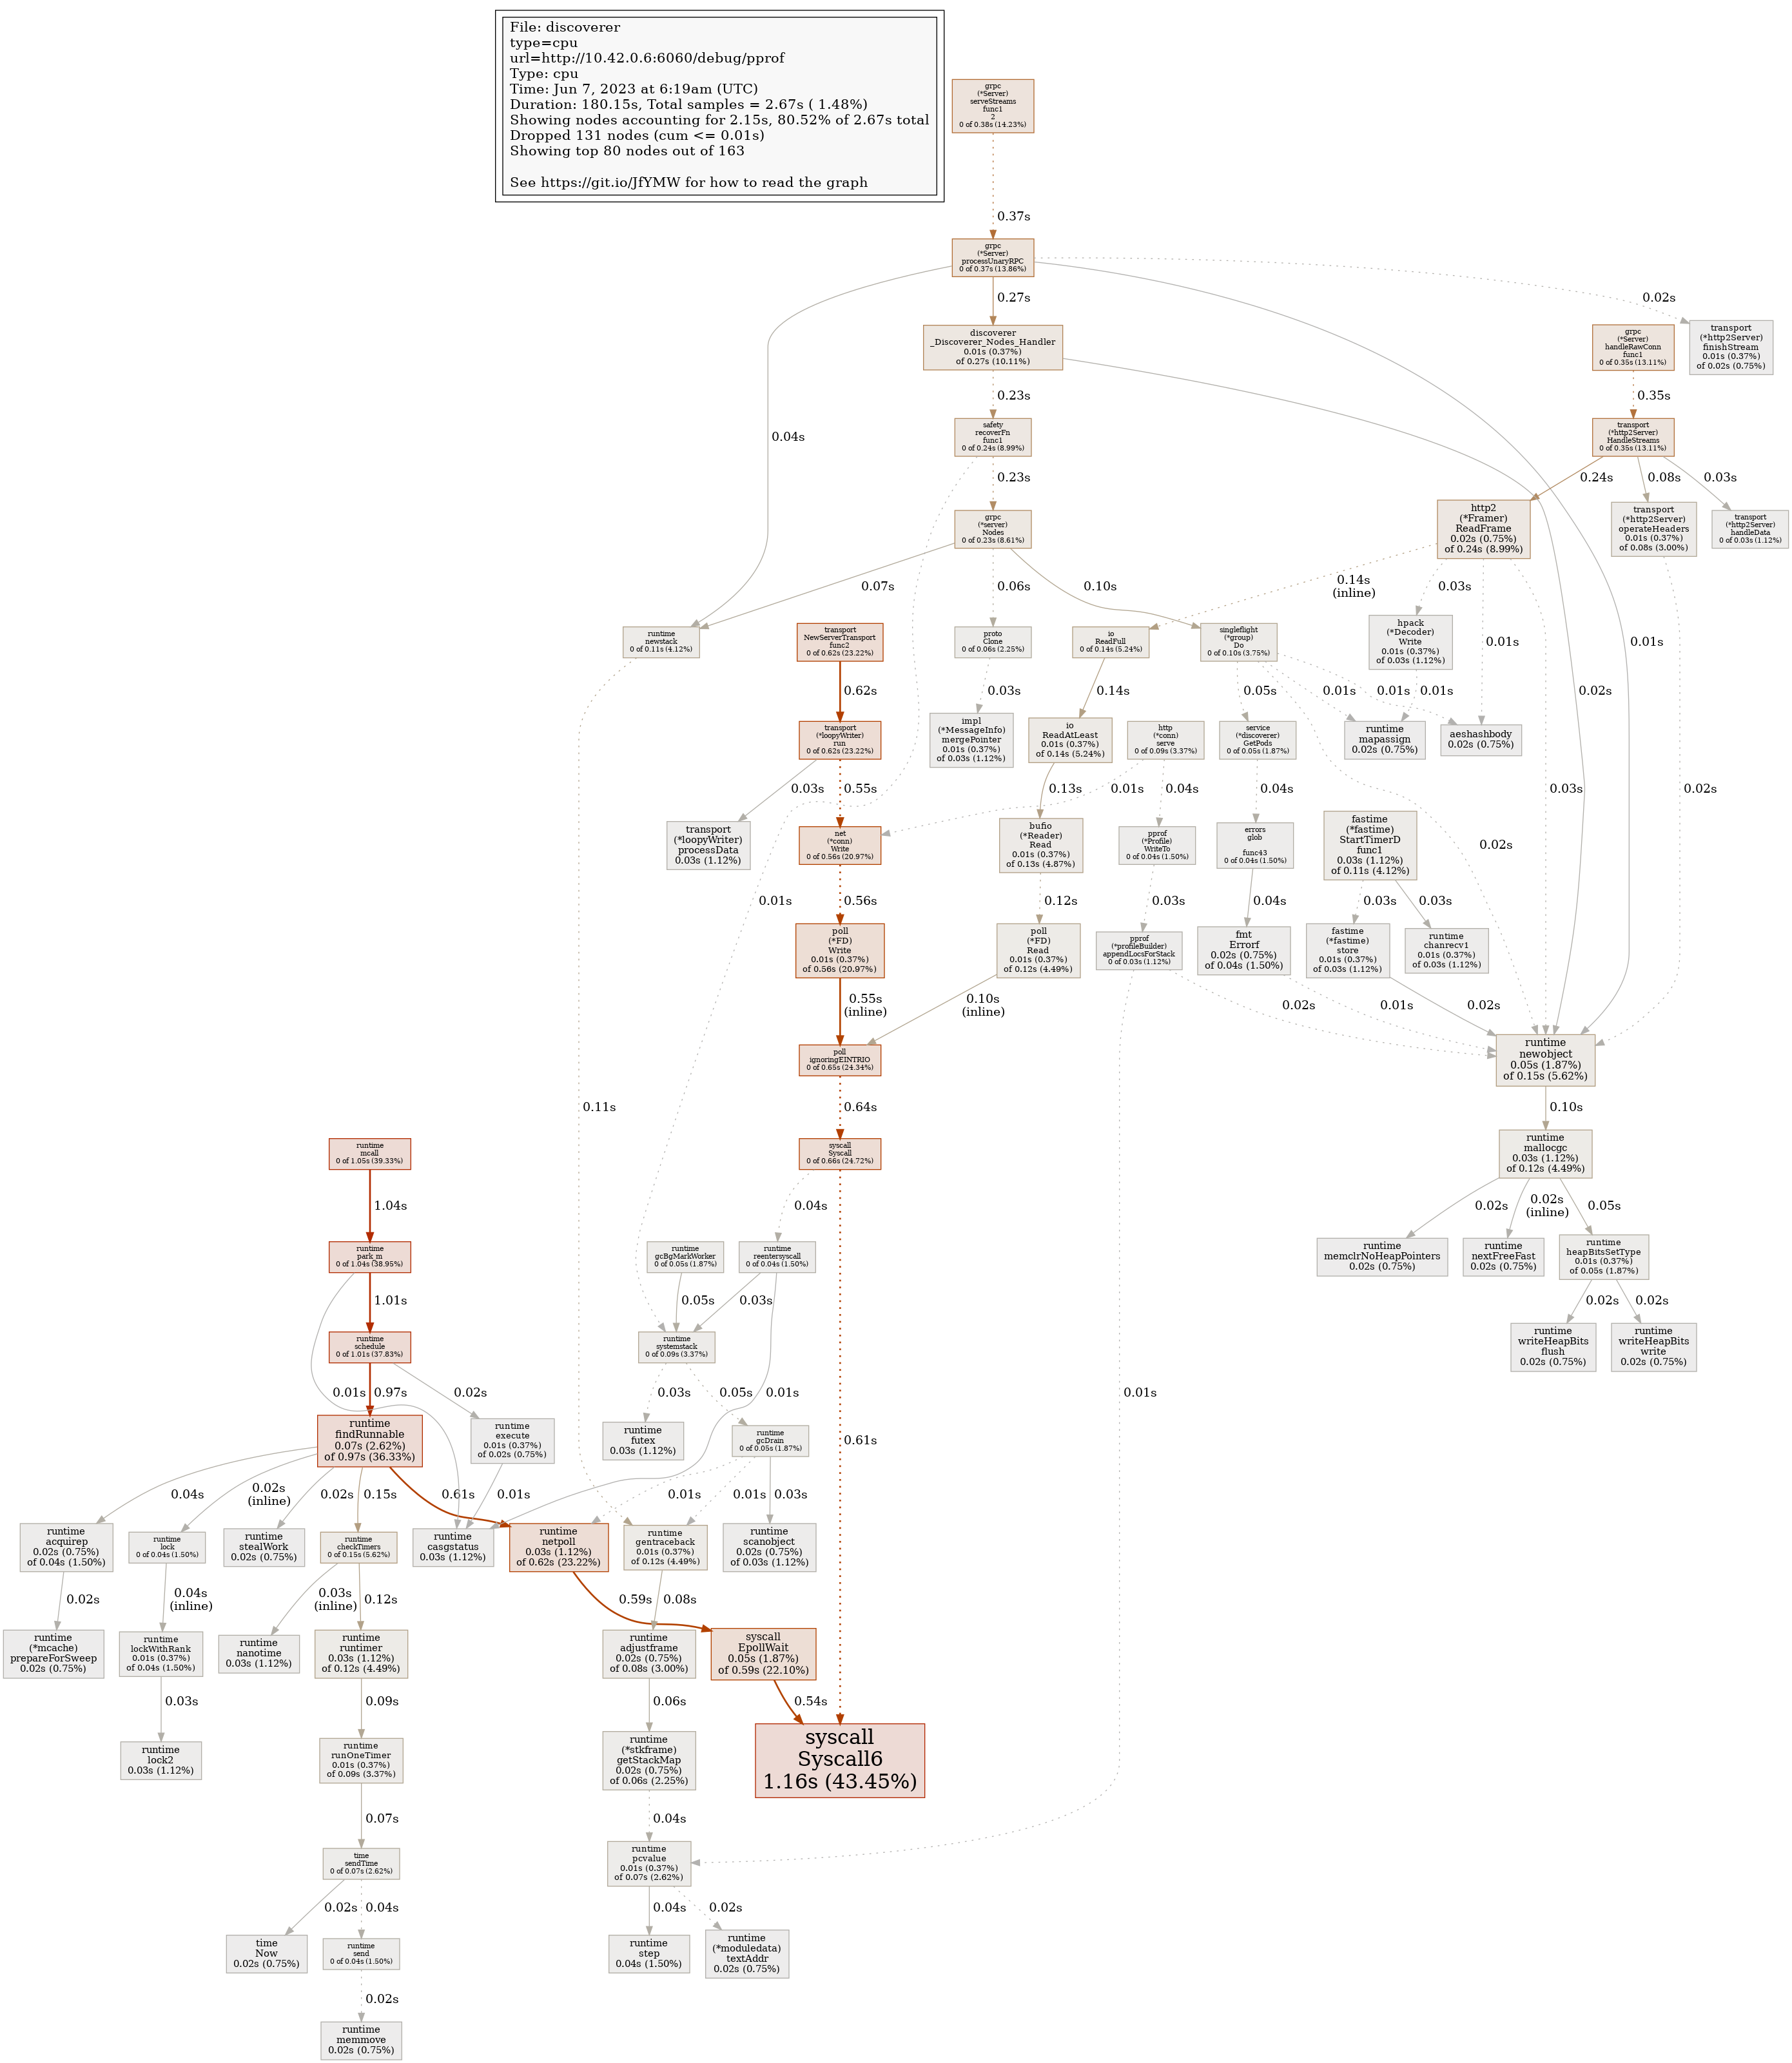 File: discoverer
type=cpu
url=http://10.42.0.6:6060/debug/pprof
Type: cpu
Time: Jun 7, 2023 at 6:19am (UTC)
Duration: 180.15s, Total samples = 2.67s ( 1.48%)
Showing nodes accounting for 2.15s, 80.52% of 2.67s total
Dropped 131 nodes (cum <= 0.01s)
Showing top 80 nodes out of 163
See https://git.io/JfYMW for how to read the graph
grpc
(*Server)
serveStreams
func1
2
0 of 0.38s (14.23%)
0.37s
grpc
(*Server)
processUnaryRPC
0 of 0.37s (13.86%)
0.27s
0.02s
0.04s
0.01s
discoverer
_Discoverer_Nodes_Handler
0.01s (0.37%)
of 0.27s (10.11%)
grpc
(*Server)
handleRawConn
func1
0 of 0.35s (13.11%)
transport
(*http2Server)
finishStream
0.01s (0.37%)
of 0.02s (0.75%)
0.23s
0.02s
0.35s
safety
recoverFn
func1
0 of 0.24s (8.99%)
transport
(*http2Server)
HandleStreams
0 of 0.35s (13.11%)
0.23s
0.01s
0.24s
0.08s
0.03s
grpc
(*server)
Nodes
0 of 0.23s (8.61%)
http2
(*Framer)
ReadFrame
0.02s (0.75%)
of 0.24s (8.99%)
transport
(*http2Server)
operateHeaders
0.01s (0.37%)
of 0.08s (3.00%)
transport
(*http2Server)
handleData
0 of 0.03s (1.12%)
0.07s
0.06s
0.10s
0.14s
(inline)
0.03s
0.01s
0.03s
0.02s
runtime
newstack
0 of 0.11s (4.12%)
transport
NewServerTransport
func2
0 of 0.62s (23.22%)
proto
Clone
0 of 0.06s (2.25%)
io
ReadFull
0 of 0.14s (5.24%)
singleflight
(*group)
Do
0 of 0.10s (3.75%)
hpack
(*Decoder)
Write
0.01s (0.37%)
of 0.03s (1.12%)
0.11s
0.62s
0.03s
0.14s
0.05s
0.01s
0.01s
0.01s
0.02s
transport
(*loopyWriter)
run
0 of 0.62s (23.22%)
impl
(*MessageInfo)
mergePointer
0.01s (0.37%)
of 0.03s (1.12%)
io
ReadAtLeast
0.01s (0.37%)
of 0.14s (5.24%)
http
(*conn)
serve
0 of 0.09s (3.37%)
service
(*discoverer)
GetPods
0 of 0.05s (1.87%)
runtime
mapassign
0.02s (0.75%)
aeshashbody
0.02s (0.75%)
0.03s
0.55s
0.13s
0.01s
0.04s
0.04s
transport
(*loopyWriter)
processData
0.03s (1.12%)
net
(*conn)
Write
0 of 0.56s (20.97%)
bufio
(*Reader)
Read
0.01s (0.37%)
of 0.13s (4.87%)
pprof
(*Profile)
WriteTo
0 of 0.04s (1.50%)
errors
glob

func43
0 of 0.04s (1.50%)
fastime
(*fastime)
StartTimerD
func1
0.03s (1.12%)
of 0.11s (4.12%)
0.56s
0.12s
0.03s
0.04s
0.03s
0.03s
poll
(*FD)
Write
0.01s (0.37%)
of 0.56s (20.97%)
poll
(*FD)
Read
0.01s (0.37%)
of 0.12s (4.49%)
pprof
(*profileBuilder)
appendLocsForStack
0 of 0.03s (1.12%)
fmt
Errorf
0.02s (0.75%)
of 0.04s (1.50%)
fastime
(*fastime)
store
0.01s (0.37%)
of 0.03s (1.12%)
runtime
chanrecv1
0.01s (0.37%)
of 0.03s (1.12%)
0.55s
(inline)
0.10s
(inline)
0.02s
0.01s
0.01s
0.02s
poll
ignoringEINTRIO
0 of 0.65s (24.34%)
runtime
newobject
0.05s (1.87%)
of 0.15s (5.62%)
0.64s
0.10s
runtime
mcall
0 of 1.05s (39.33%)
syscall
Syscall
0 of 0.66s (24.72%)
runtime
mallocgc
0.03s (1.12%)
of 0.12s (4.49%)
1.04s
0.04s
0.61s
0.02s
0.02s
(inline)
0.05s
runtime
park_m
0 of 1.04s (38.95%)
runtime
gcBgMarkWorker
0 of 0.05s (1.87%)
runtime
reentersyscall
0 of 0.04s (1.50%)
runtime
memclrNoHeapPointers
0.02s (0.75%)
runtime
nextFreeFast
0.02s (0.75%)
runtime
heapBitsSetType
0.01s (0.37%)
of 0.05s (1.87%)
1.01s
0.01s
0.05s
0.03s
0.01s
0.02s
0.02s
runtime
schedule
0 of 1.01s (37.83%)
runtime
systemstack
0 of 0.09s (3.37%)
runtime
writeHeapBits
flush
0.02s (0.75%)
runtime
writeHeapBits
write
0.02s (0.75%)
0.97s
0.02s
0.03s
0.05s
runtime
findRunnable
0.07s (2.62%)
of 0.97s (36.33%)
runtime
execute
0.01s (0.37%)
of 0.02s (0.75%)
runtime
futex
0.03s (1.12%)
runtime
gcDrain
0 of 0.05s (1.87%)
0.04s
0.02s
(inline)
0.02s
0.15s
0.61s
0.01s
0.01s
0.01s
0.03s
runtime
acquirep
0.02s (0.75%)
of 0.04s (1.50%)
runtime
lock
0 of 0.04s (1.50%)
runtime
stealWork
0.02s (0.75%)
runtime
checkTimers
0 of 0.15s (5.62%)
runtime
casgstatus
0.03s (1.12%)
runtime
netpoll
0.03s (1.12%)
of 0.62s (23.22%)
runtime
gentraceback
0.01s (0.37%)
of 0.12s (4.49%)
runtime
scanobject
0.02s (0.75%)
of 0.03s (1.12%)
0.02s
0.04s
(inline)
0.03s
(inline)
0.12s
0.59s
0.08s
runtime
(*mcache)
prepareForSweep
0.02s (0.75%)
runtime
lockWithRank
0.01s (0.37%)
of 0.04s (1.50%)
runtime
nanotime
0.03s (1.12%)
runtime
runtimer
0.03s (1.12%)
of 0.12s (4.49%)
runtime
adjustframe
0.02s (0.75%)
of 0.08s (3.00%)
syscall
EpollWait
0.05s (1.87%)
of 0.59s (22.10%)
0.03s
0.09s
0.06s
0.54s
runtime
lock2
0.03s (1.12%)
runtime
runOneTimer
0.01s (0.37%)
of 0.09s (3.37%)
runtime
(*stkframe)
getStackMap
0.02s (0.75%)
of 0.06s (2.25%)
syscall
Syscall6
1.16s (43.45%)
0.07s
0.04s
time
sendTime
0 of 0.07s (2.62%)
runtime
pcvalue
0.01s (0.37%)
of 0.07s (2.62%)
0.02s
0.04s
0.04s
0.02s
time
Now
0.02s (0.75%)
runtime
send
0 of 0.04s (1.50%)
runtime
step
0.04s (1.50%)
runtime
(*moduledata)
textAddr
0.02s (0.75%)
0.02s
runtime
memmove
0.02s (0.75%)